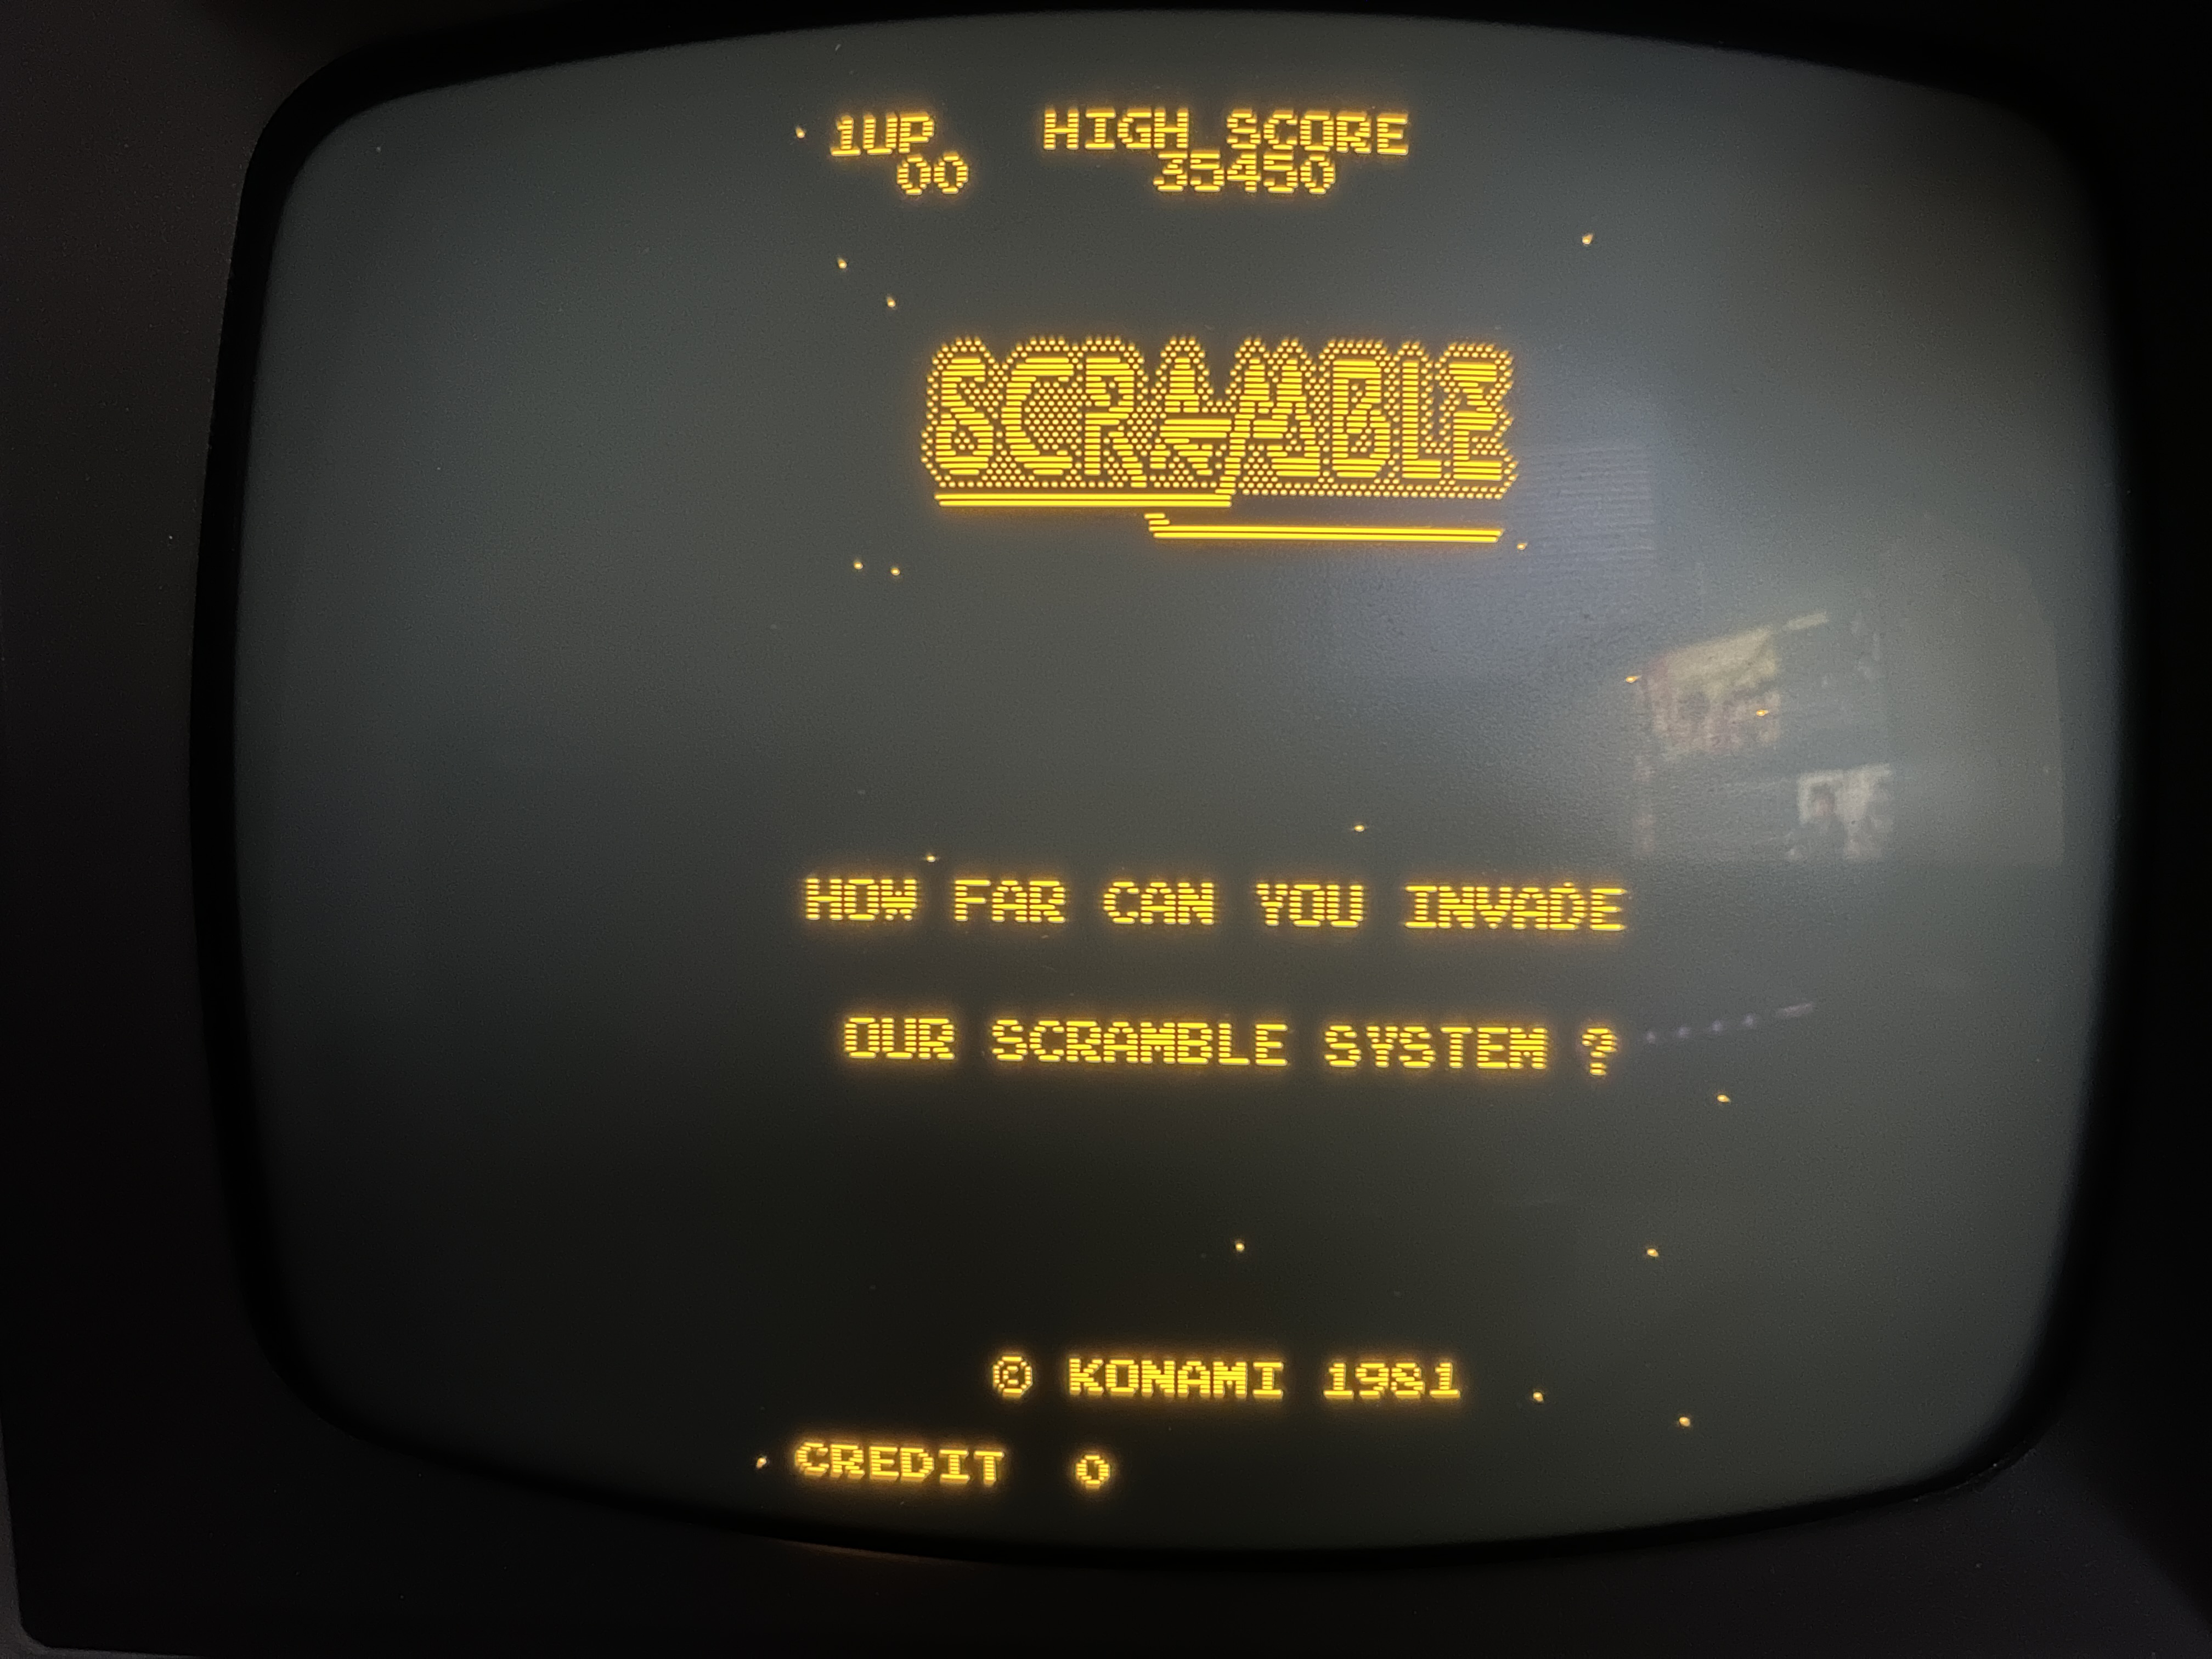 1UP HIGH SCORE
00 35450
SCRAMBLE
HOW FAR CAN YOU INVADE
OUR SCRAMBLE SYSTEM ?
© KONAMI 1981
CREDIT 0